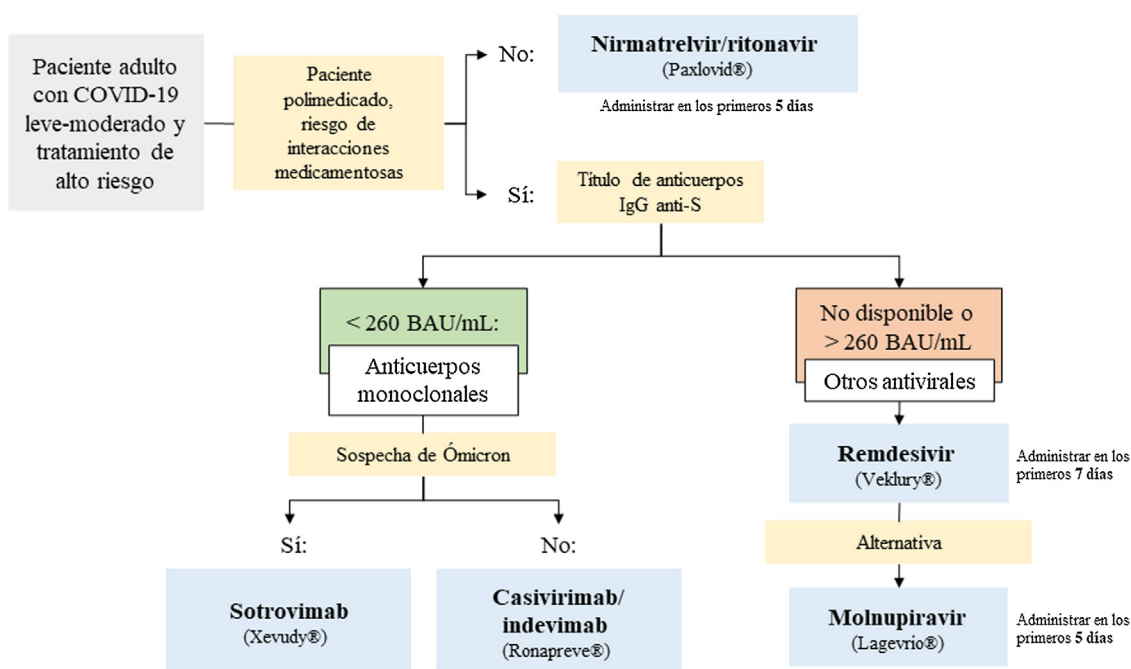 Paciente adulto
con COVID-19
leve-moderado y
tratamiento de
alto riesgo
Paciente
polimedicado,
riesgo de
interacciones
medicamentosas
No:
Nirmatrelvir/ritonavir
(Paxlovid®)
Administrar en los primeros 5 días
Sí:
Título de anticuerpos
IgG anti-S
< 260 BAU/mL:
Anticuerpos
monoclonales
No disponible o
> 260 BAU/mL
Otros antivirales
Sospecha de Ómicron
Remdesivir
(Veklury®)
Administrar en los
primeros 7 días
Sí:
No:
Alternativa
Sotrovimab
(Xevudy®)
Casivirimab/
indevimab
(Ronapreve®)
Molnupiravir
(Lagevrio®)
Administrar en los
primeros 5 días